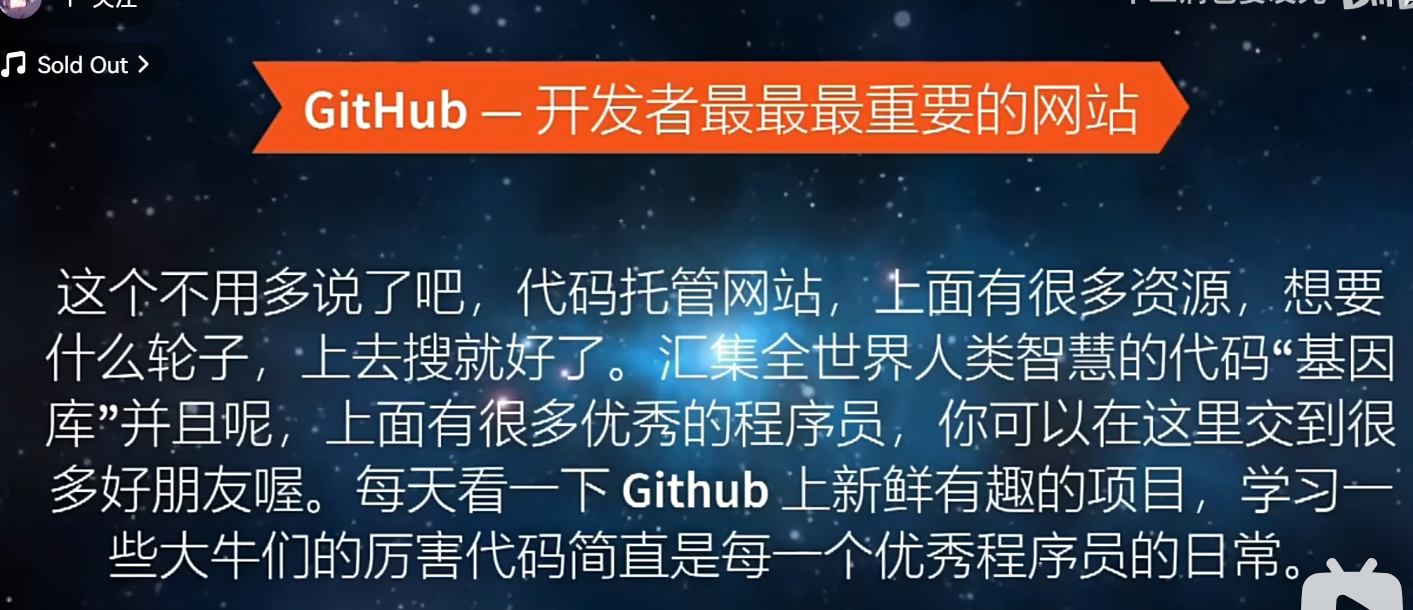 关注
Sold Out
GitHub — 开发者最最最重要的网站
这个不用多说了吧，代码托管网站，上面有很多资源，想要
什么轮子，上去搜就好了。汇集全世界人类智慧的代码“基因
库”并且呢，上面有很多优秀的程序员，你可以在这里交到很
多好朋友喔。每天看一下 Github 上新鲜有趣的项目，学习一
些大牛们的厉害代码简直是每一个优秀程序员的日常。